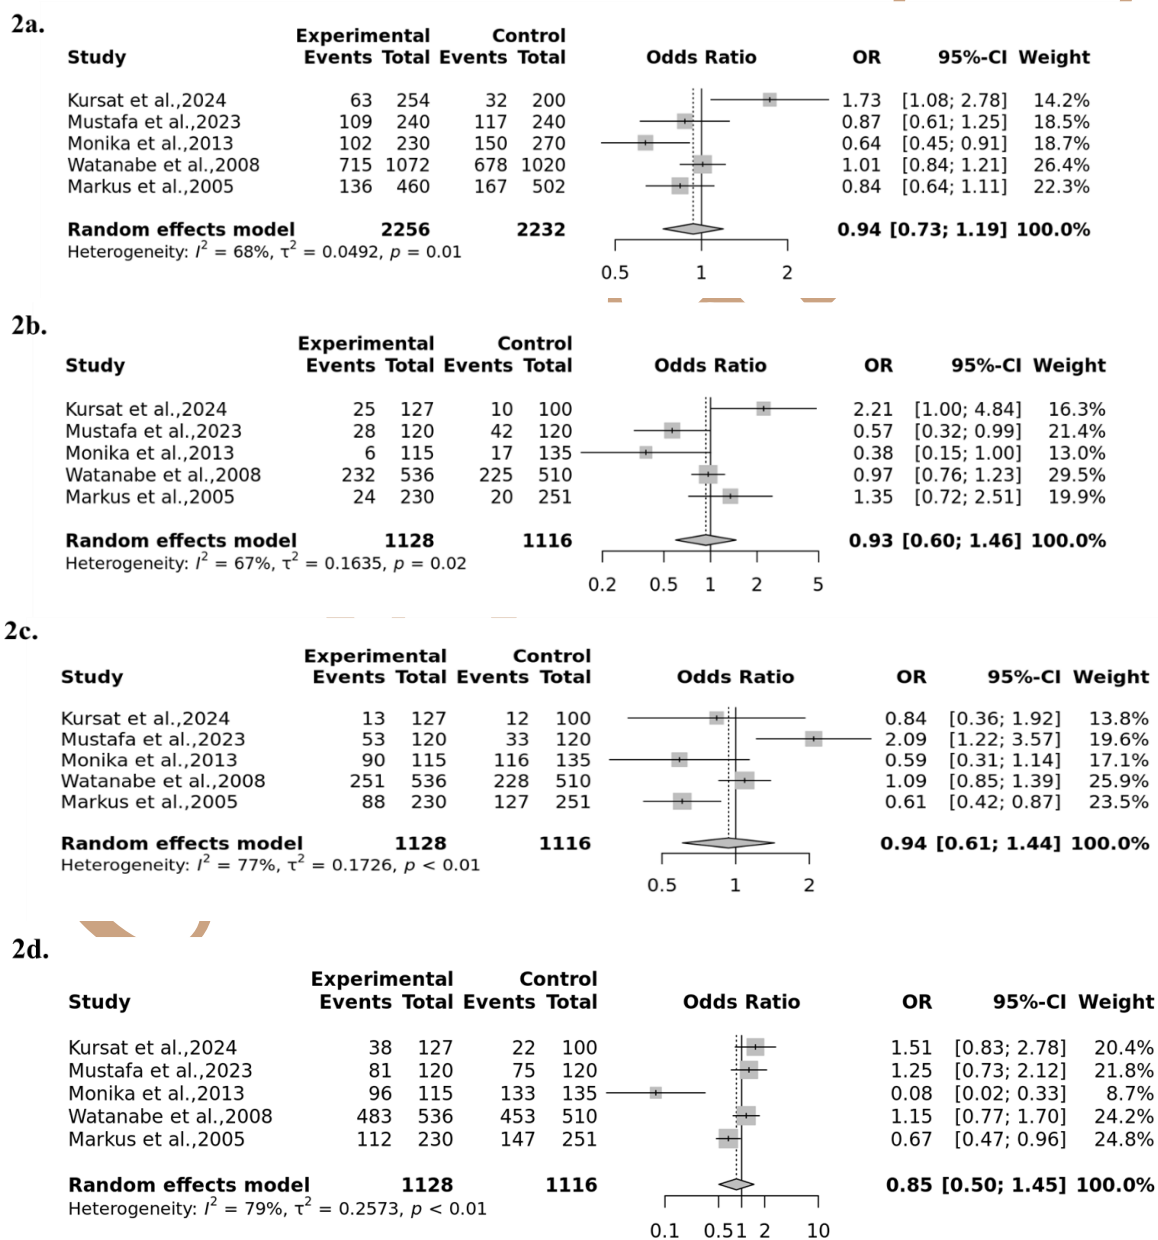 2a.
Experimental Control
Study Events Total Events Total Odds Ratio OR 95%-CI Weight
Kursat et al.,2024 63 254 32 200 1.73 [1.08; 2.78] 14.2%
Mustafa et al.,2023 109 240 117 240 0.87 [0.61; 1.25] 18.5%
Monika et al.,2013 102 230 150 270 0.64 [0.45; 0.91] 18.7%
Watanabe et al.,2008 715 1072 678 1020 1.01 [0.84; 1.21] 26.4%
Markus et al.,2005 136 460 167 502 0.84 [0.64; 1.11] 22.3%
Random effects model 2256 2232 0.94 [0.73; 1.19] 100.0%
Heterogeneity: I² = 68%, τ² = 0.0492, p = 0.01
0.5 1 2
2b.
Experimental Control
Study Events Total Events Total Odds Ratio OR 95%-CI Weight
Kursat et al.,2024 25 127 10 100 2.21 [1.00; 4.84] 16.3%
Mustafa et al.,2023 28 120 42 120 0.57 [0.32; 0.99] 21.4%
Monika et al.,2013 6 115 17 135 0.38 [0.15; 1.00] 13.0%
Watanabe et al.,2008 232 536 225 510 0.97 [0.76; 1.23] 29.5%
Markus et al.,2005 24 230 20 251 1.35 [0.72; 2.51] 19.9%
Random effects model 1128 1116 0.93 [0.60; 1.46] 100.0%
Heterogeneity: I² = 67%, τ² = 0.1635, p = 0.02
0.2 0.5 1 2 5
2c.
Experimental Control
Study Events Total Events Total Odds Ratio OR 95%-CI Weight
Kursat et al.,2024 13 127 12 100 0.84 [0.36; 1.92] 13.8%
Mustafa et al.,2023 53 120 33 120 2.09 [1.22; 3.57] 19.6%
Monika et al.,2013 90 115 116 135 0.59 [0.31; 1.14] 17.1%
Watanabe et al.,2008 251 536 228 510 1.09 [0.85; 1.39] 25.9%
Markus et al.,2005 88 230 127 251 0.61 [0.42; 0.87] 23.5%
Random effects model 1128 1116 0.94 [0.61; 1.44] 100.0%
Heterogeneity: I² = 77%, τ² = 0.1726, p < 0.01
0.5 1 2
2d.
Experimental Control
Study Events Total Events Total Odds Ratio OR 95%-CI Weight
Kursat et al.,2024 38 127 22 100 1.51 [0.83; 2.78] 20.4%
Mustafa et al.,2023 81 120 75 120 1.25 [0.73; 2.12] 21.8%
Monika et al.,2013 96 115 133 135 0.08 [0.02; 0.33] 8.7%
Watanabe et al.,2008 483 536 453 510 1.15 [0.77; 1.70] 24.2%
Markus et al.,2005 112 230 147 251 0.67 [0.47; 0.96] 24.8%
Random effects model 1128 1116 0.85 [0.50; 1.45] 100.0%
Heterogeneity: I² = 79%, τ² = 0.2573, p < 0.01
0.1 0.5 1 2 10